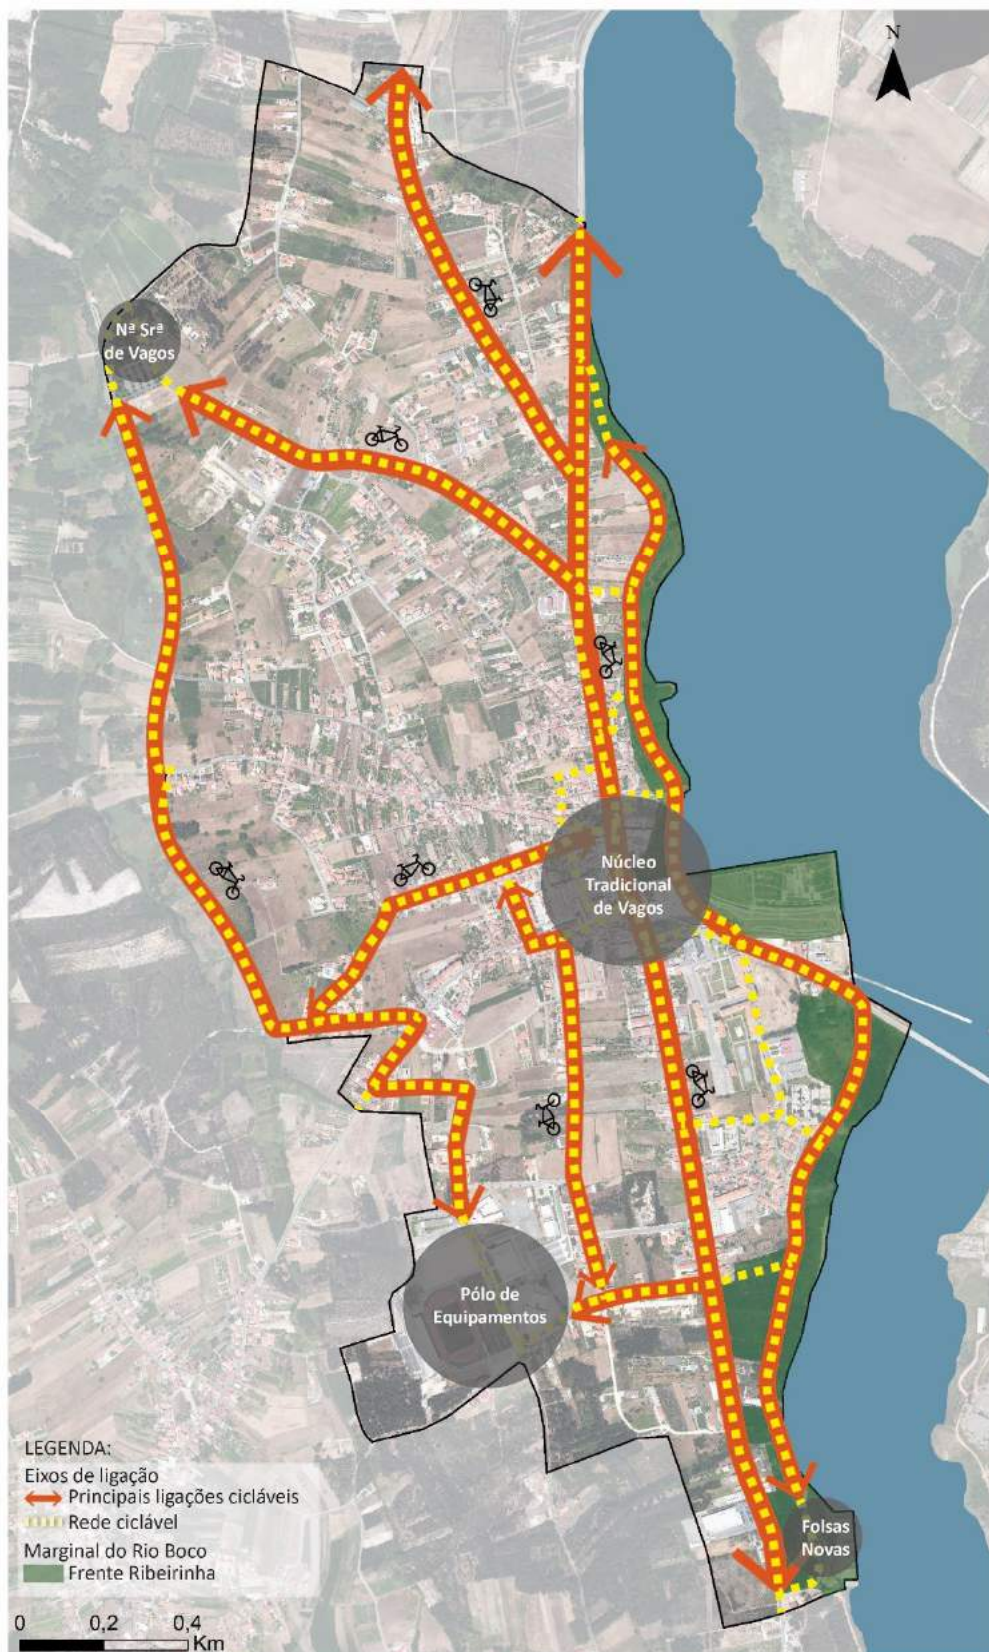 N
Nª Srª
de Vagos
Núcleo
Tradicional
de Vagos
Pólo de
Equipamentos
Folsas
Novas
LEGENDA:
Eixos de ligação
Principais ligações cicláveis
Rede ciclável
Marginal do Rio Boco
Frente Ribeirinha
0 0,2 0,4
Km